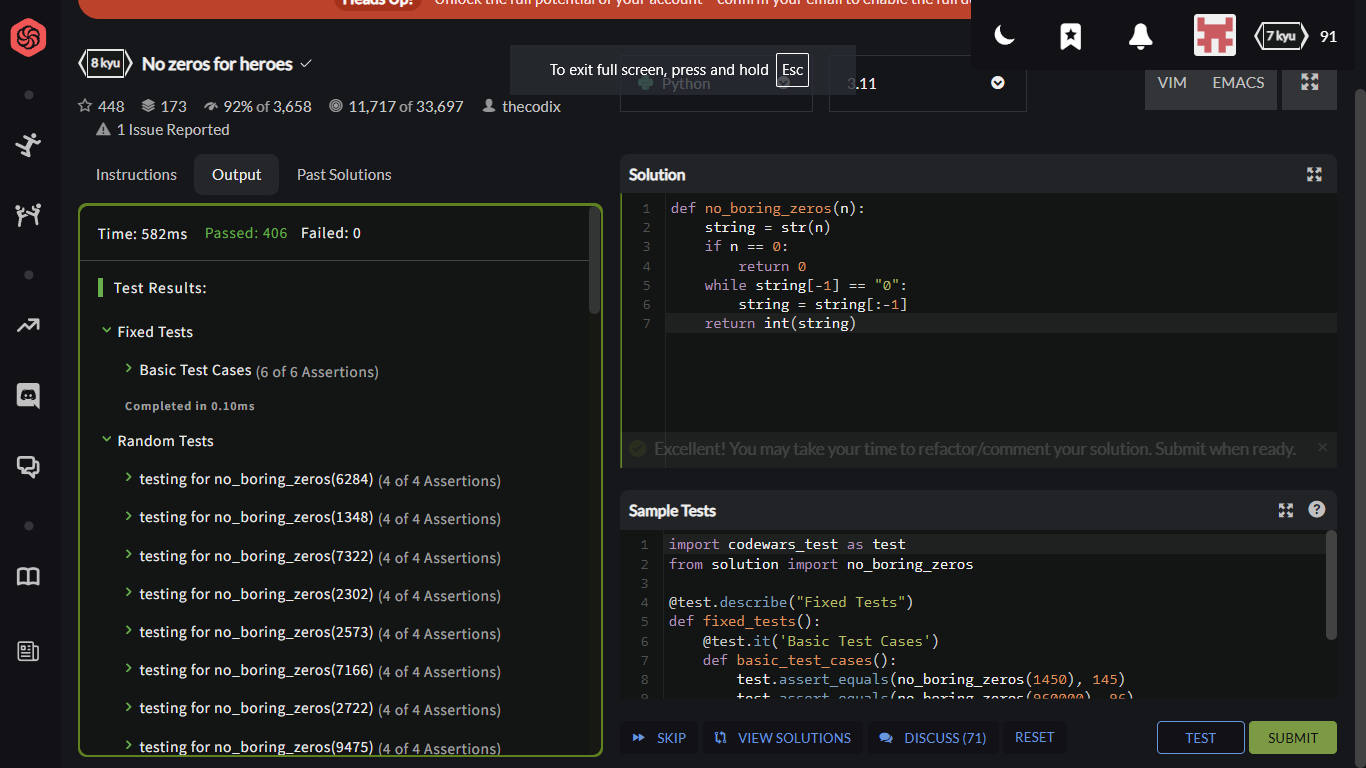 Heads Up! Unlock the full potential of your account - confirm your email to enable the full
7 kyu 91
8 kyu No zeros for heroes
To exit full screen, press and hold Esc
Python
3.11
VIM EMACS
448 173 92% of 3,658 11,717 of 33,697 thecodix
1 Issue Reported
Instructions Output Past Solutions
Time: 582ms Passed: 406 Failed: 0
Test Results:
Fixed Tests
Basic Test Cases (6 of 6 Assertions)
Completed in 0.10ms
Random Tests
testing for no_boring_zeros(6284) (4 of 4 Assertions)
testing for no_boring_zeros(1348) (4 of 4 Assertions)
testing for no_boring_zeros(7322) (4 of 4 Assertions)
testing for no_boring_zeros(2302) (4 of 4 Assertions)
testing for no_boring_zeros(2573) (4 of 4 Assertions)
testing for no_boring_zeros(7166) (4 of 4 Assertions)
testing for no_boring_zeros(2722) (4 of 4 Assertions)
testing for no_boring_zeros(9475) (4 of 4 Assertions)
Solution
1 def no_boring_zeros(n):
2 string = str(n)
3 if n == 0:
4 return 0
5 while string[-1] == "0":
6 string = string[:-1]
7 return int(string)
Excellent! You may take your time to refactor/comment your solution. Submit when ready.
Sample Tests
1 import codewars_test as test
2 from solution import no_boring_zeros
3
4 @test.describe("Fixed Tests")
5 def fixed_tests():
6 @test.it('Basic Test Cases')
7 def basic_test_cases():
8 test.assert_equals(no_boring_zeros(1450), 145)
9 test.assert_equals(no_boring_zeros(960000), 96)
SKIP VIEW SOLUTIONS DISCUSS (71) RESET TEST SUBMIT